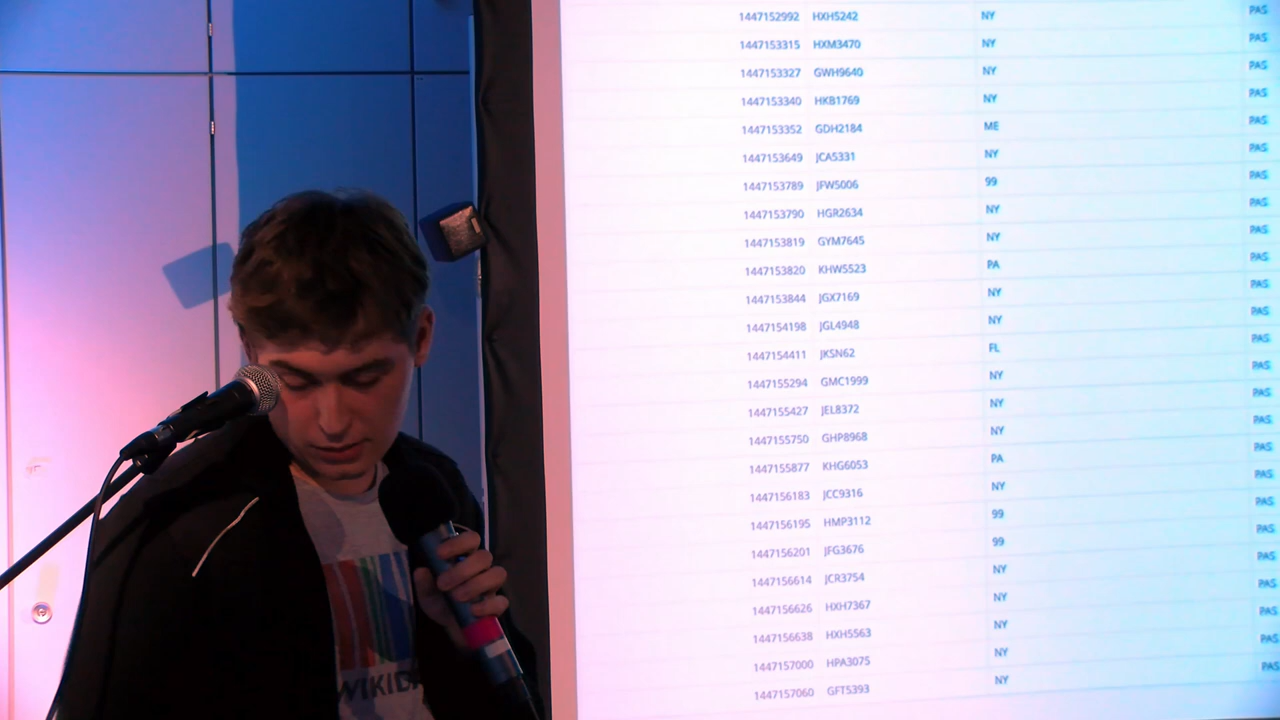 1447152992 HXH5242 NY PAS
1447153315 HXM3470 NY PAS
1447153327 GWH9640 NY PAS
1447153340 HKB1769 NY PAS
1447153352 GDH2184 ME PAS
1447153649 JCA5331 NY PAS
1447153789 JFW5006 99 PAS
1447153790 HGR2634 NY PAS
1447153819 GYM7645 NY PAS
1447153820 KHW5523 PA PAS
1447153844 JGX7169 NY PAS
1447154198 JGL4948 NY PAS
1447154411 JKSN62 FL PAS
1447155294 GMC1999 NY PAS
1447155427 JEL8372 NY PAS
1447155750 GHP8968 NY PAS
1447155877 KHG6053 PA PAS
1447156183 JCC9316 NY PAS
1447156195 HMP3112 99 PAS
1447156201 JFG3676 99 PAS
1447156614 JCR3754 NY PAS
1447156626 HXH7367 NY PAS
1447156638 HXH5563 NY PAS
1447157000 HPA3075 NY PAS
1447157060 GFT5393 NY PAS
WIKID